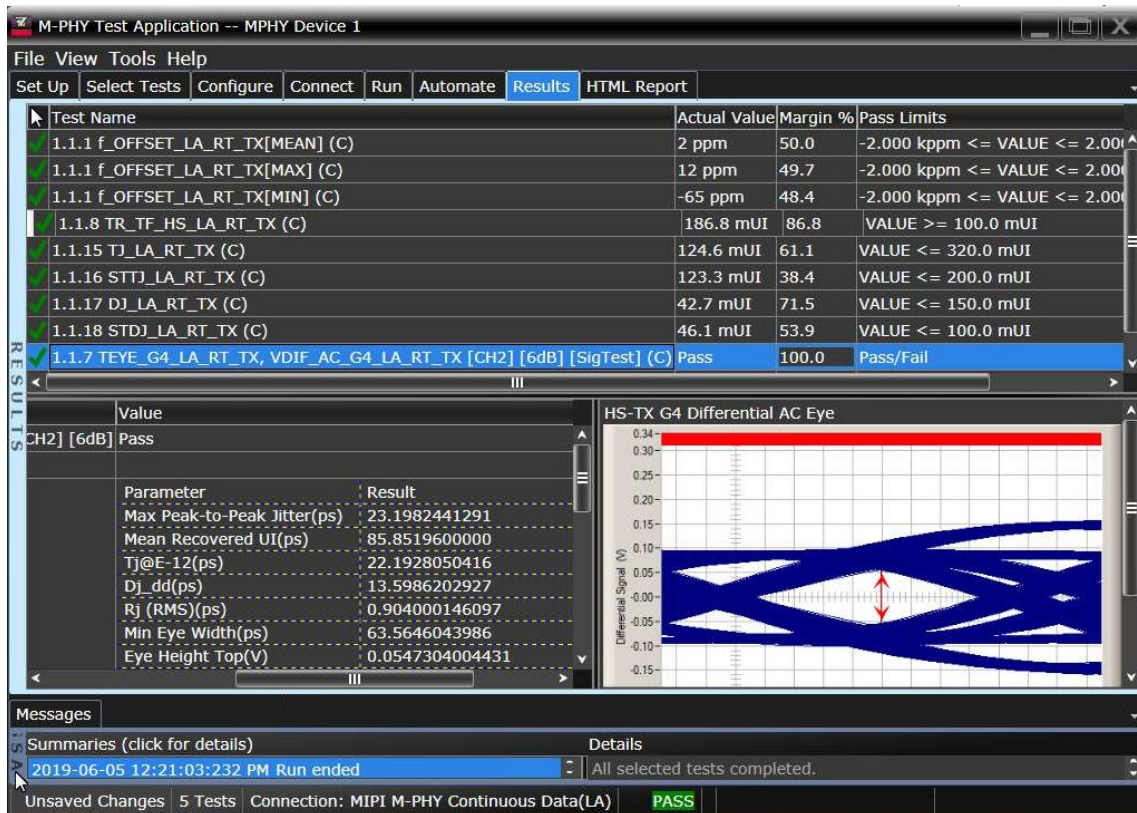 M-PHY Test Application -- MPHY Device 1
File View Tools Help
Set Up Select Tests Configure Connect Run Automate Results HTML Report
Test Name Actual Value Margin % Pass Limits
1.1.1 f_OFFSET_LA_RT_TX[MEAN] (C) 2 ppm 50.0 -2.000 kppm <= VALUE <= 2.00
1.1.1 f_OFFSET_LA_RT_TX[MAX] (C) 12 ppm 49.7 -2.000 kppm <= VALUE <= 2.00
1.1.1 f_OFFSET_LA_RT_TX[MIN] (C) -65 ppm 48.4 -2.000 kppm <= VALUE <= 2.00
1.1.8 TR_TF_HS_LA_RT_TX (C) 186.8 mUI 86.8 VALUE >= 100.0 mUI
1.1.15 TJ_LA_RT_TX (C) 124.6 mUI 61.1 VALUE <= 320.0 mUI
1.1.16 STTJ_LA_RT_TX (C) 123.3 mUI 38.4 VALUE <= 200.0 mUI
1.1.17 DJ_LA_RT_TX (C) 42.7 mUI 71.5 VALUE <= 150.0 mUI
1.1.18 STDJ_LA_RT_TX (C) 46.1 mUI 53.9 VALUE <= 100.0 mUI
1.1.7 TEYE_G4_LA_RT_TX, VDIF_AC_G4_LA_RT_TX [CH2] [6dB] [SigTest] (C) Pass 100.0 Pass/Fail
RESULTS
Value
CH2] [6dB] Pass
Parameter Result
Max Peak-to-Peak Jitter(ps) 23.1982441291
Mean Recovered UI(ps) 85.8519600000
Tj@E-12(ps) 22.1928050416
Dj_dd(ps) 13.5986202927
Rj (RMS)(ps) 0.904000146097
Min Eye Width(ps) 63.5646043986
Eye Height Top(V) 0.0547304004431
HS-TX G4 Differential AC Eye
Differential Signal (V)
0.34
0.30
0.25
0.20
0.15
0.10
0.05
-0.00
-0.05
-0.10
-0.15
Messages
Summaries (click for details) Details
2019-06-05 12:21:03:232 PM Run ended All selected tests completed.
Unsaved Changes 5 Tests Connection: MIPI M-PHY Continuous Data(LA) PASS